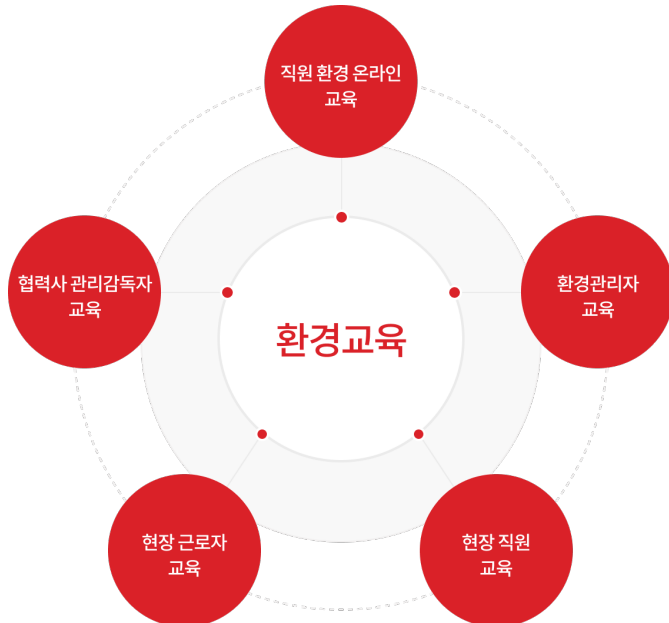 직원 환경 온라인
교육
협력사 관리감독자
교육
환경관리자
교육
환경교육
현장 근로자
교육
현장 직원
교육